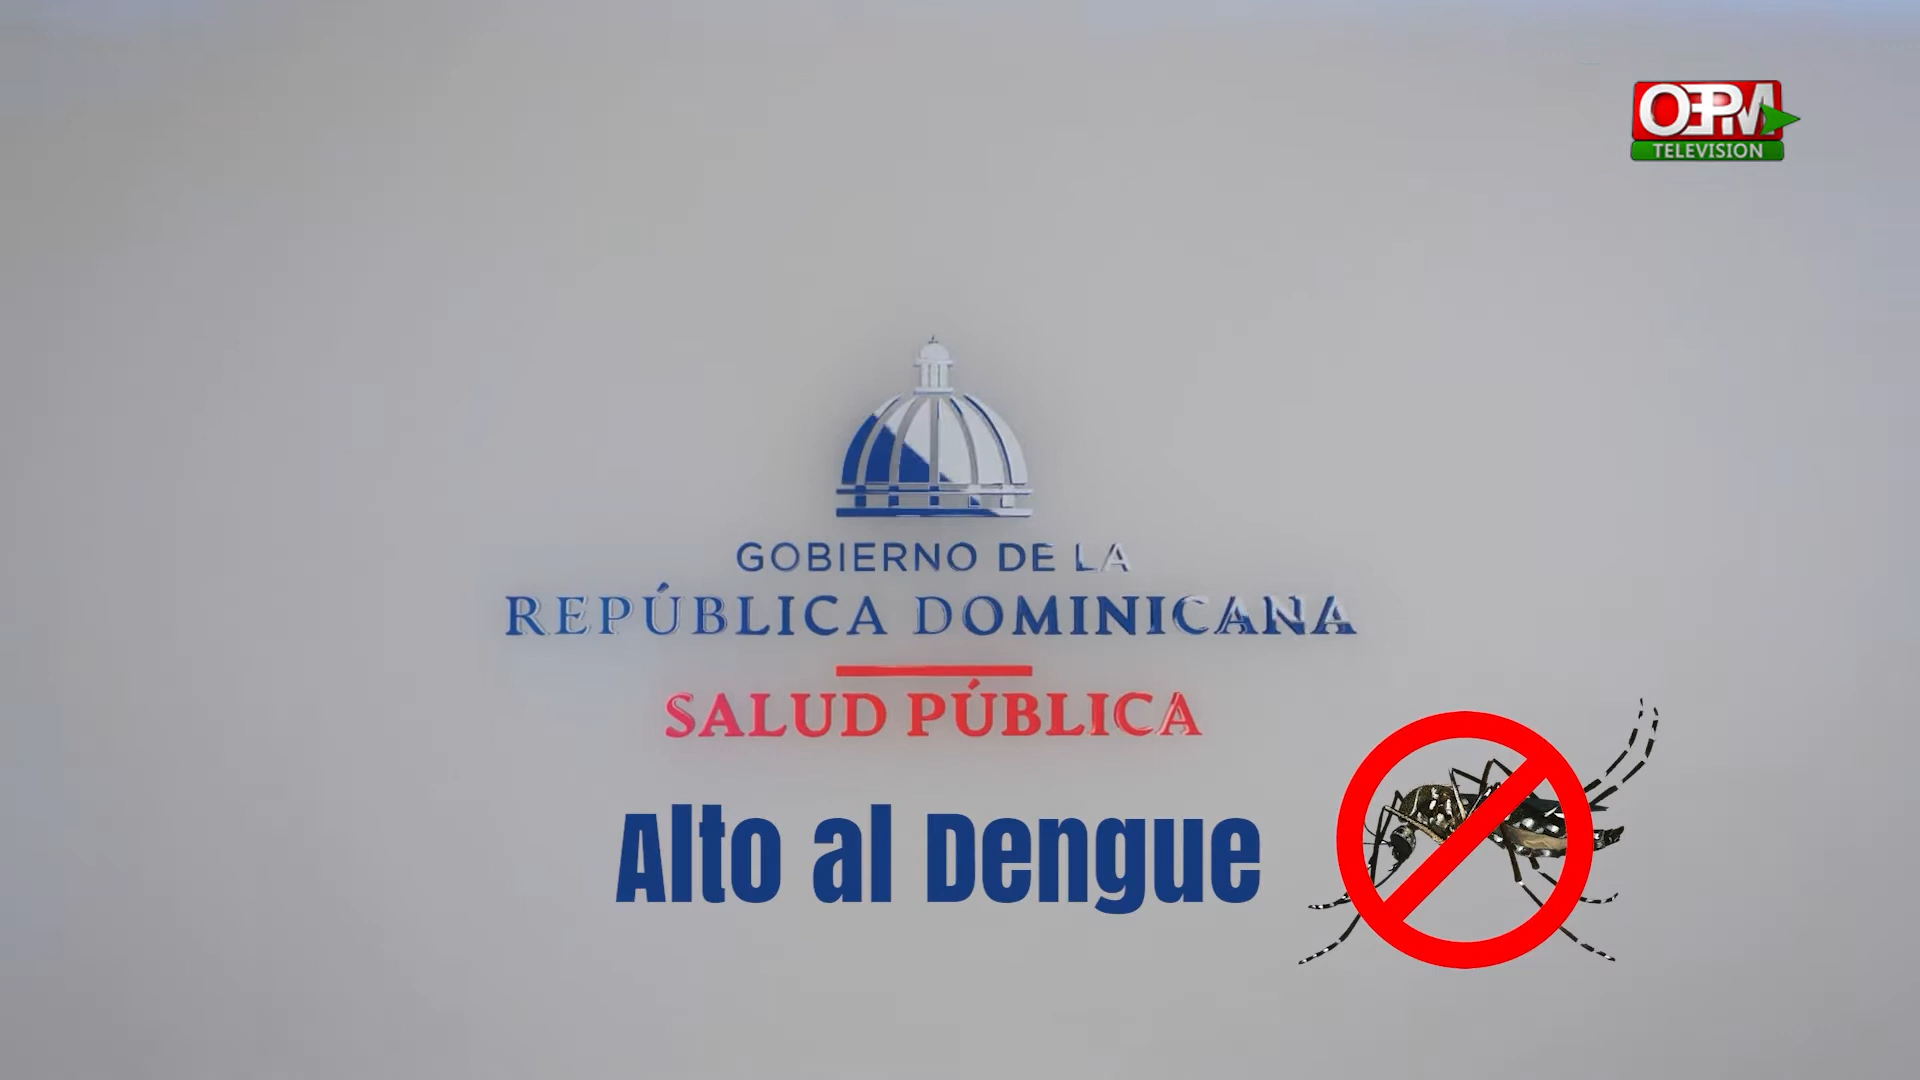 OEPM
TELEVISION
GOBIERNO DE LA
REPÚBLICA DOMINICANA
SALUD PÚBLICA
Alto al Dengue